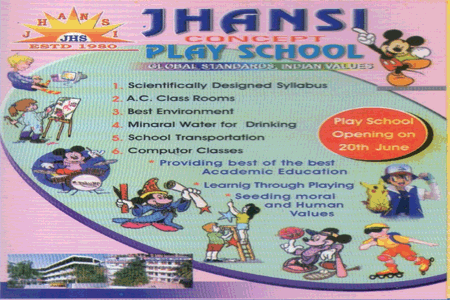 JHANSI
JHS
ESTD 1980
JHANSI
CONCEPT
PLAY SCHOOL
GLOBAL STANDARDS, INDIAN VALUES
1. Scientifically Designed Syllabus
2. A.C. Class Rooms
3. Best Environment
4. Minaral Water for Drinking
5. School Transportation
6. Computor Classes
* Providing best of the best
Academic Education
* Learnig Through Playing
* Seeding moral
and Human
Values
Play School
Opening on
20th June